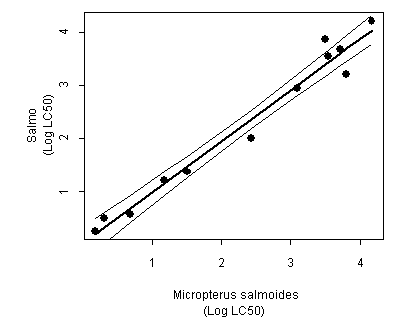 4
3
2
1
Salmo
(Log LC50)
1 2 3 4
Micropterus salmoides
(Log LC50)